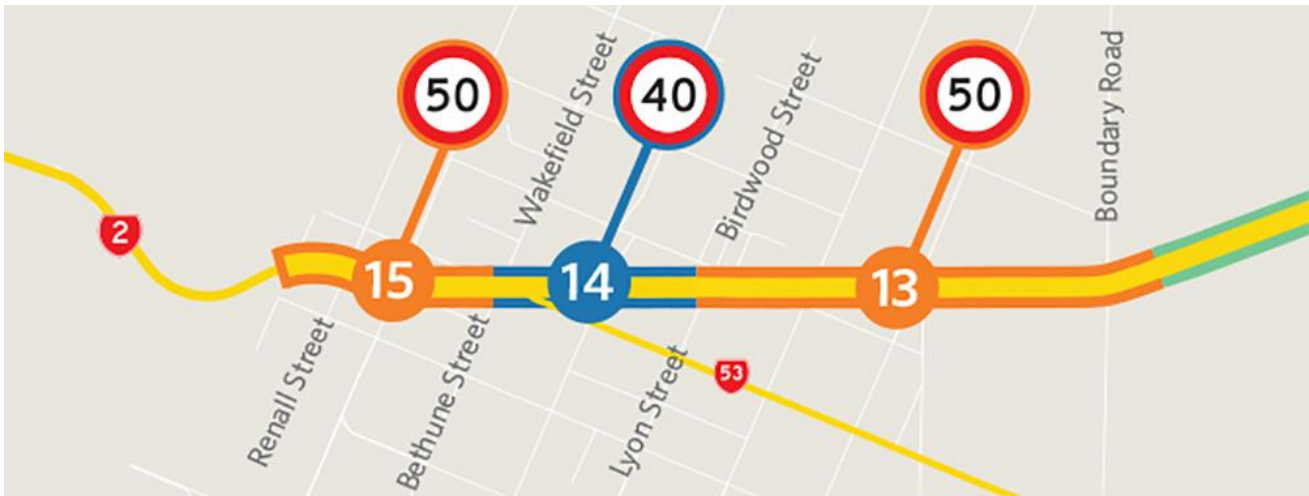 50
40
50
Wakefield Street
Birdwood Street
Boundary Road
2
15
14
13
Renall Street
Bethune Street
Lyon Street
53